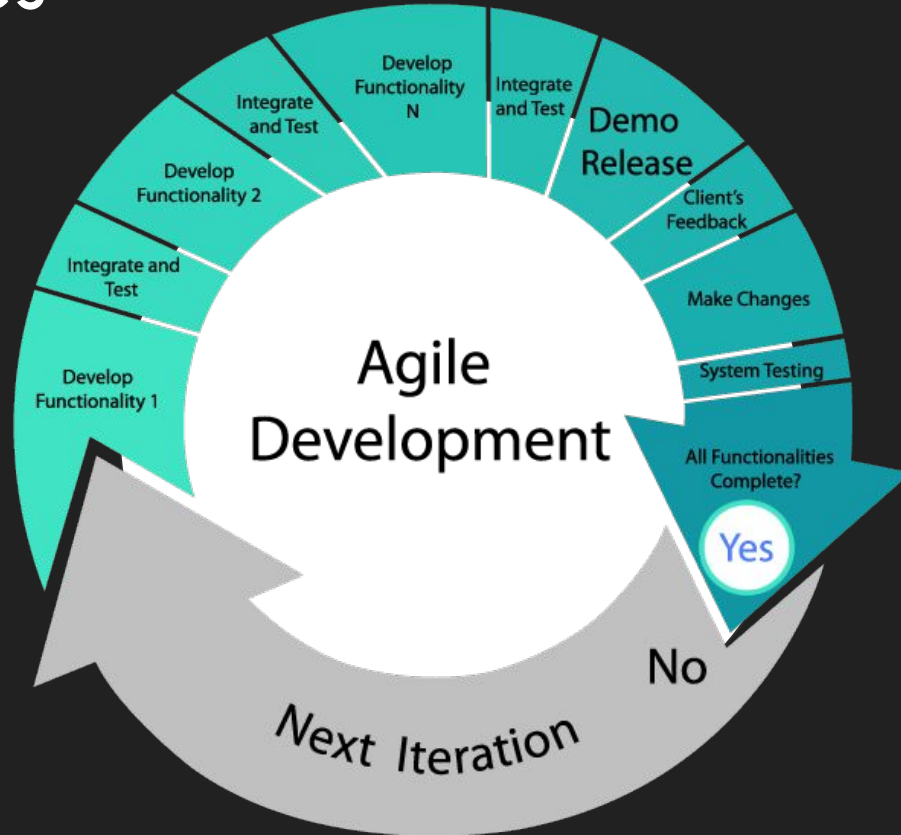 Agile
Development
Develop
Functionality 1
Integrate and
Test
Develop
Functionality 2
Integrate
and Test
Develop
Functionality
N
Integrate
and Test
Demo
Release
Client's
Feedback
Make Changes
System Testing
All Functionalities
Complete?
Yes
No
Next Iteration